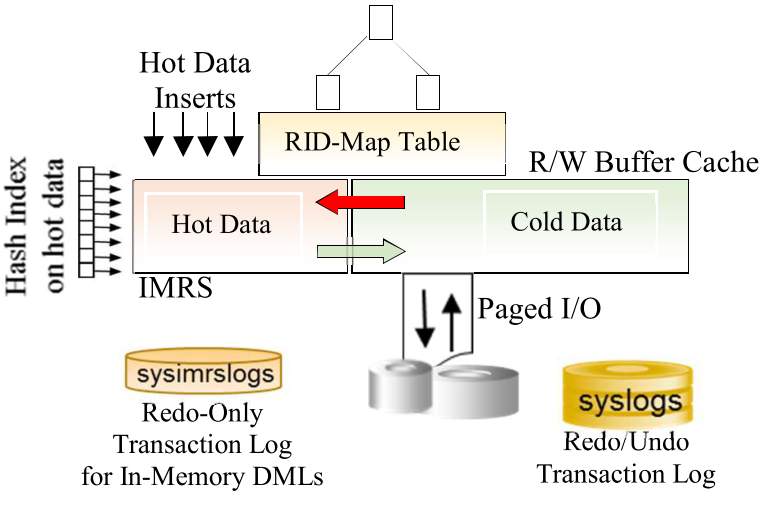 Hot Data
Inserts
RID-Map Table
R/W Buffer Cache
Hash Index
on hot data
Hot Data
Cold Data
IMRS
Paged I/O
sysimrslogs
Redo-Only
Transaction Log
for In-Memory DMLs
syslogs
Redo/Undo
Transaction Log